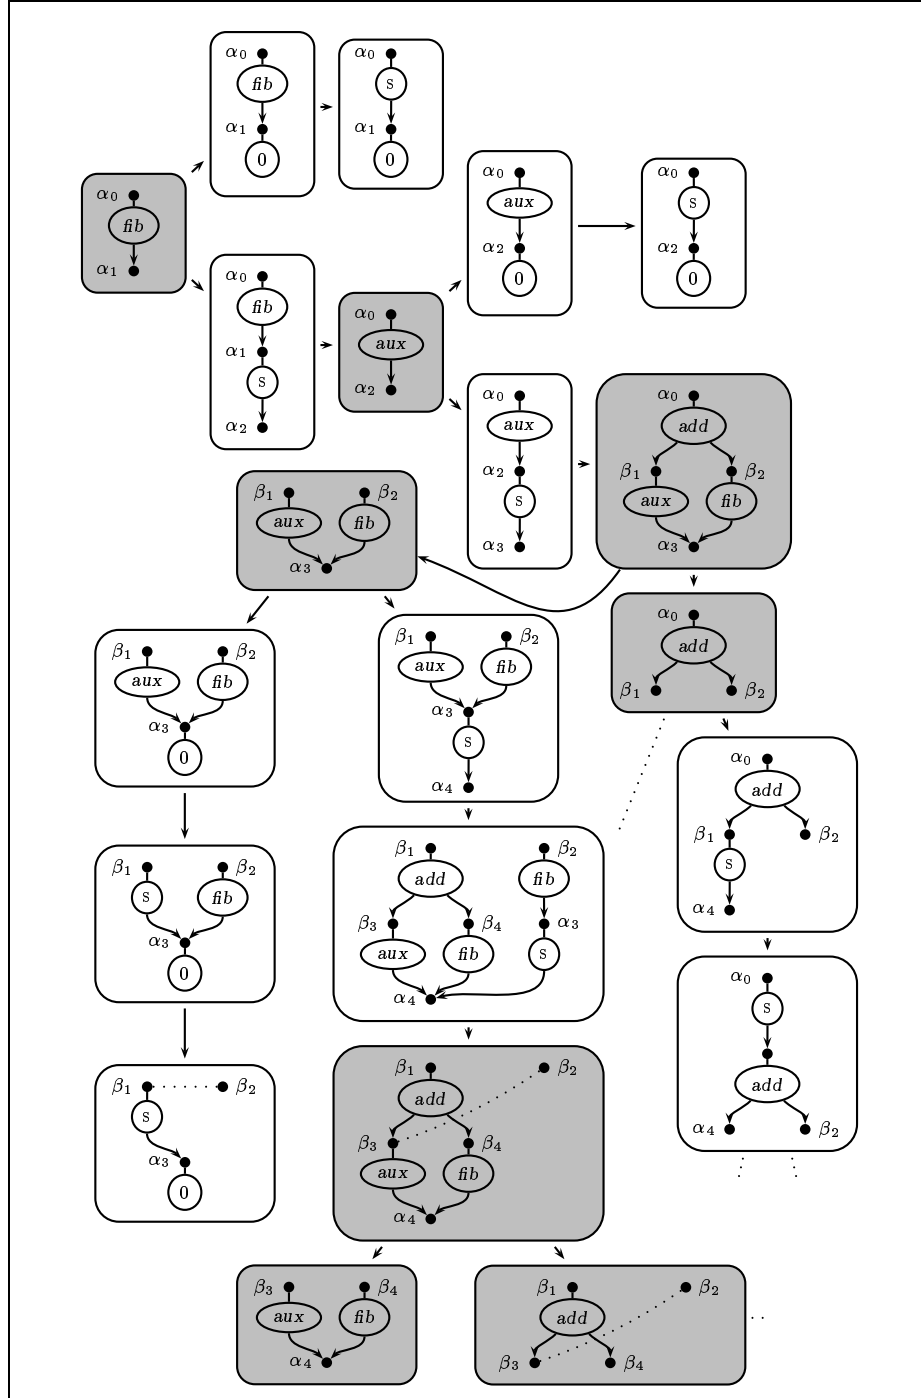 α0 α0
fib S
α1 α1
0 0
α0 α0
aux S
α2 α2
0 0
α0
fib
α1
α0
fib
α1
S
α2
α0
aux
α2
α0
aux
α2
S
α3
α0
add
β1 β2
aux fib
α3
β1 β2
aux fib
α3
α0
add
β1 β2
β1 β2
aux fib
α3
0
β1 β2
aux fib
α3
S
α4
α0
add
β1 β2
S
α4
β1 β2
S fib
α3
0
β1 β2
add fib
β3 β4 α3
aux fib S
α4
α0
S
add
α4 β2
β1 β2
S
α3
0
β1 β2
add
β3 β4
aux fib
α4
β3 β4
aux fib
α4
β1 β2
add
β3 β4